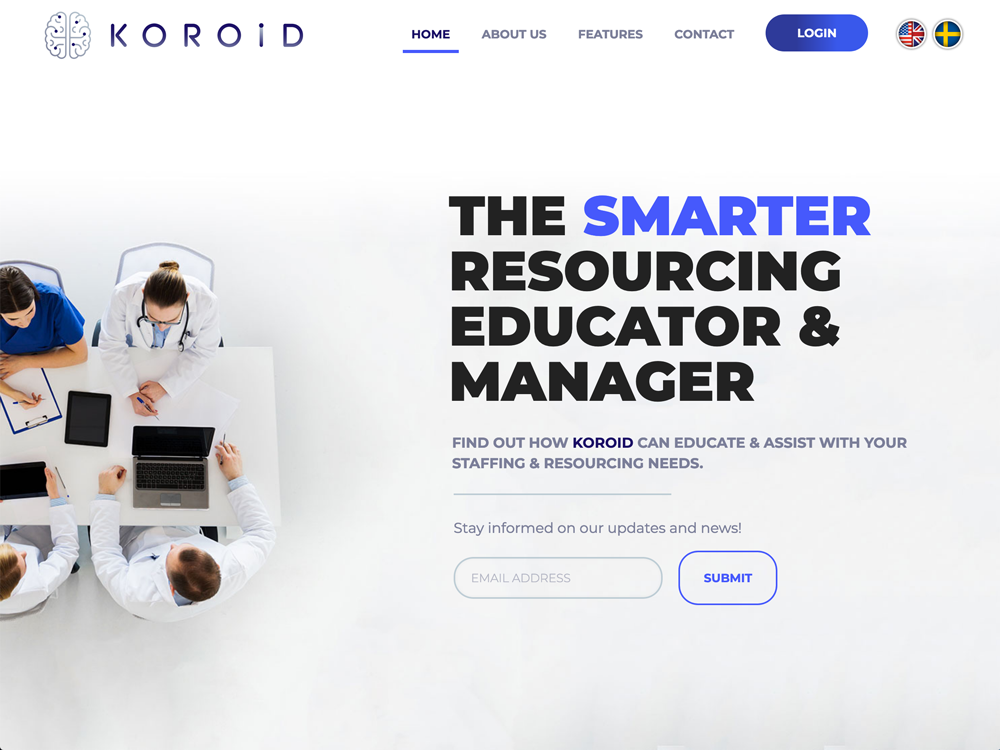 KOROiD
HOME
ABOUT US
FEATURES
CONTACT
LOGIN
THE SMARTER
RESOURCING
EDUCATOR &
MANAGER
FIND OUT HOW KOROID CAN EDUCATE & ASSIST WITH YOUR
STAFFING & RESOURCING NEEDS.
Stay informed on our updates and news!
EMAIL ADDRESS
SUBMIT